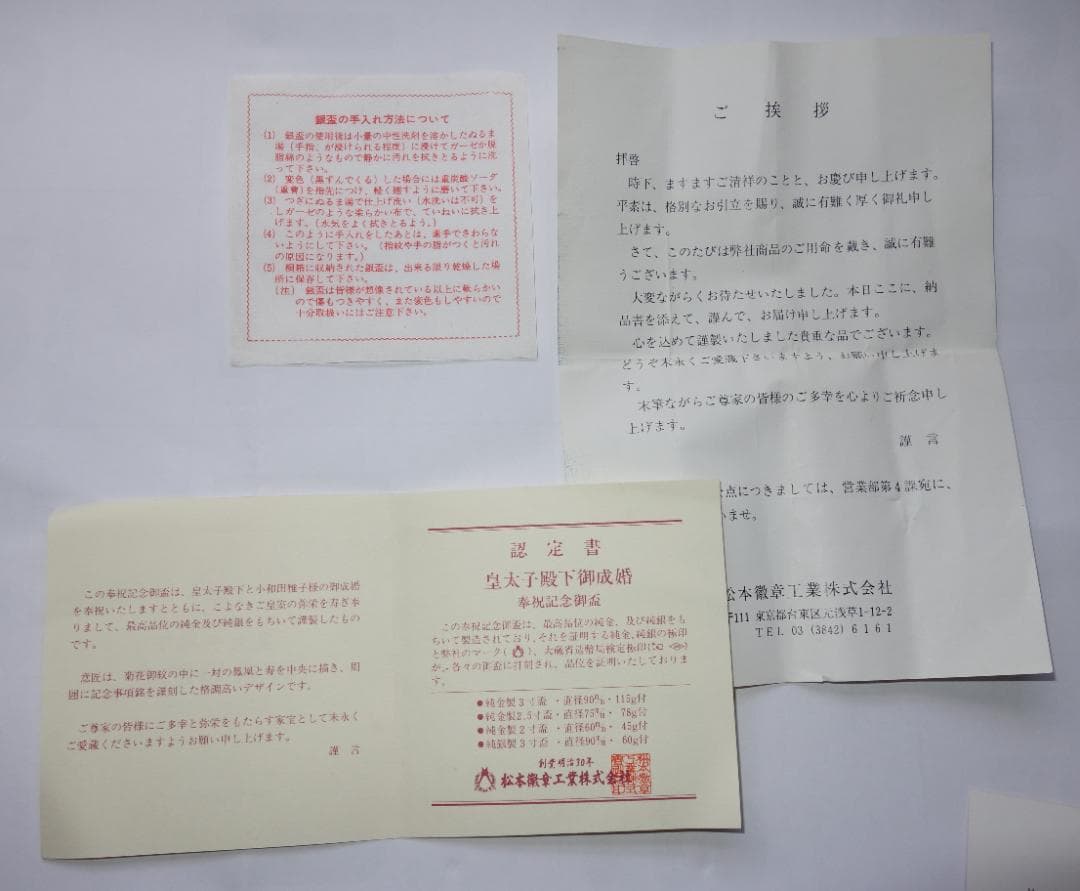 銀盃の手入れ方法について
(1) 銀盃の使用後は小量の中性洗剤を溶かしたぬるま
湯(手指、が浸けられる程度)に浸けてガーゼか脱
脂綿のようなもので静かに汚れを拭きとるように洗
って下さい。
(2) 変色(黒ずんでくる)した場合には重炭酸ソーダ
(重曹)を指先につけ、軽く廻すように磨いて下さい。
(3) つぎにぬるま湯で仕上げ洗い(水洗いは不可)を
しガーゼのような柔らかい布で、ていねいに拭き上
げます。(水気をよく拭きとるよう。)
(4) このように手入れをしたあとは、素手でさわらな
いようにして下さい。(指紋や手の脂がつくと汚れ
の原因になります。)
(5) 桐箱に収納された銀盃は、出来る限り乾燥した場
所に保存して下さい。
(注) 銀盃は皆様が想像されている以上に軟らかい
ので傷もつきやすく、また変色もしやすいので
十分取扱いにはご注意下さい。
ご挨拶
拝啓
時下、ますますご清祥のことと、お慶び申し上げます。
平素は、格別なお引立を賜り、誠に有難く厚く御礼申し
上げます。
さて、このたびは弊社商品のご用命を戴き、誠に有難
うございます。
大変ながらくお待たせいたしました。本日ここに、納
品書を添えて、謹んで、お届け申し上げます。
心を込めて謹製いたしました貴重な品でございます。
どうぞ末永くご愛蔵下さいますよう、お願い申し上げま
す。
末筆ながらご尊家の皆様のご多幸を心よりご祈念申し
上げます。
謹言
点につきましては、営業部第4課宛に、
いませ。
松本徽章工業株式会社
〒111 東京都台東区元浅草1-12-2
TEL 03 (3842) 6161
この奉祝記念御盃は、皇太子殿下と小和田雅子様の御成婚
を奉祝いたしますとともに、こよなきご皇室の弥栄を寿ぎ奉
りまして、最高品位の純金及び純銀をもちいて謹製したもの
です。
意匠は、菊花御紋の中に一対の鳳凰と寿を中央に描き、周
囲に記念事項銘を謹刻した格調高いデザインです。
ご尊家の皆様にご多幸と弥栄をもたらす家宝として末永く
ご愛蔵くださいますようお願い申し上げます。
謹言
認定書
皇太子殿下御成婚
奉祝記念御盃
この奉祝記念御盃は、最高品位の純金、及び純銀をも
ちいて製造されており、それを証明する純金、純銀の極印
と弊社のマーク( )、大蔵省造幣局検定極印( )
が、各々の御盃に打刻され、品位を証明いたしておりま
す。
●純金製3寸盃・直径90%・115g付
●純金製2.5寸盃・直径75%・78g付
●純金製2寸盃・直径60%・45g付
●純銀製3寸盃・直径90%・60g付
創業明治30年
松本徽章工業株式会社